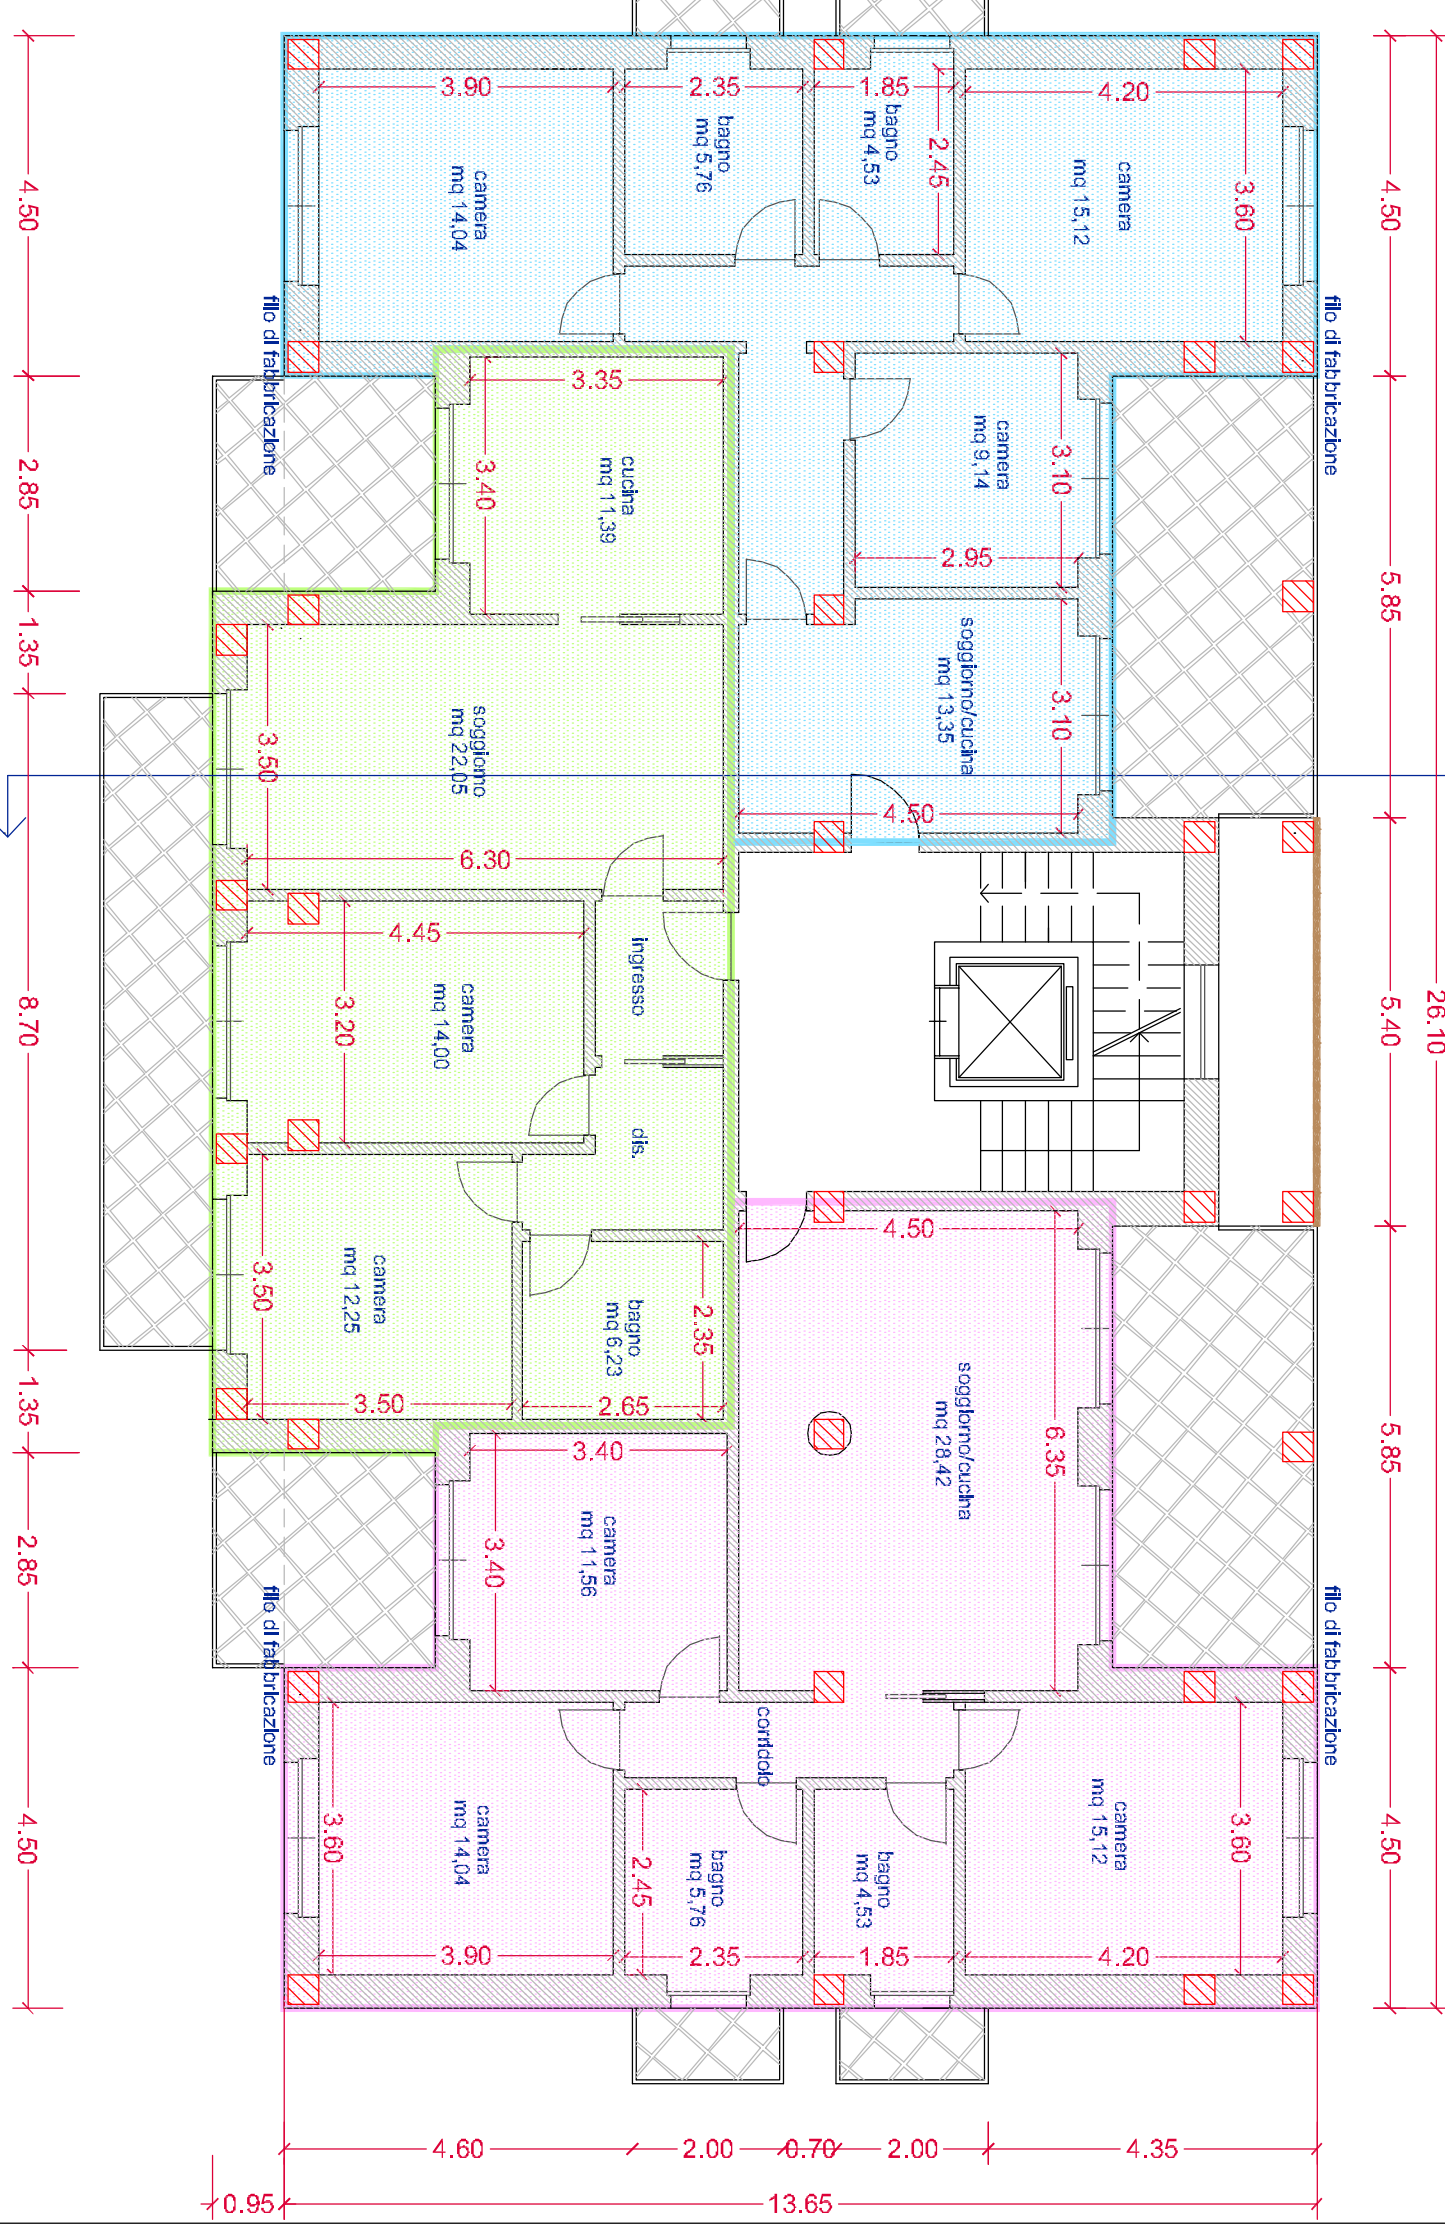 3.90
2.35
1.85
4.20
camera
mq 14,04
bagno
mq 5,76
bagno
mq 4,53
2.45
camera
mq 15,12
3.60
4.50
4.50
filo di fabbricazione
filo di fabbricazione
3.35
cucina
mq 11,39
3.40
camera
mq 9,14
3.10
2.95
2.85
5.85
1.35
soggiorno
mq 22,05
3.50
6.30
soggiorno/cucina
mq 13,35
3.10
4.50
4.45
camera
mq 14,00
3.20
ingresso
dis.
8.70
5.40
26.10
camera
mq 12,25
3.50
3.50
bagno
mq 6,23
2.35
2.65
4.50
soggiorno/cucina
mq 28,42
6.35
1.35
5.85
3.40
camera
mq 11,56
3.40
2.85
filo di fabbricazione
filo di fabbricazione
corridoio
camera
mq 14,04
3.60
3.90
bagno
mq 5,76
2.45
2.35
bagno
mq 4,53
1.85
camera
mq 15,12
3.60
4.20
4.50
4.50
4.60
2.00
0.70
2.00
4.35
0.95
13.65